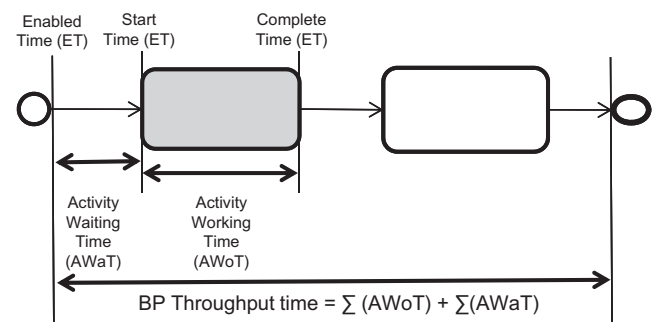 Enabled
Time (ET)
Start
Time (ET)
Complete
Time (ET)
Activity
Waiting
Time
(AWaT)
Activity
Working
Time
(AWoT)
BP Throughput time = ∑ (AWoT) + ∑(AWaT)